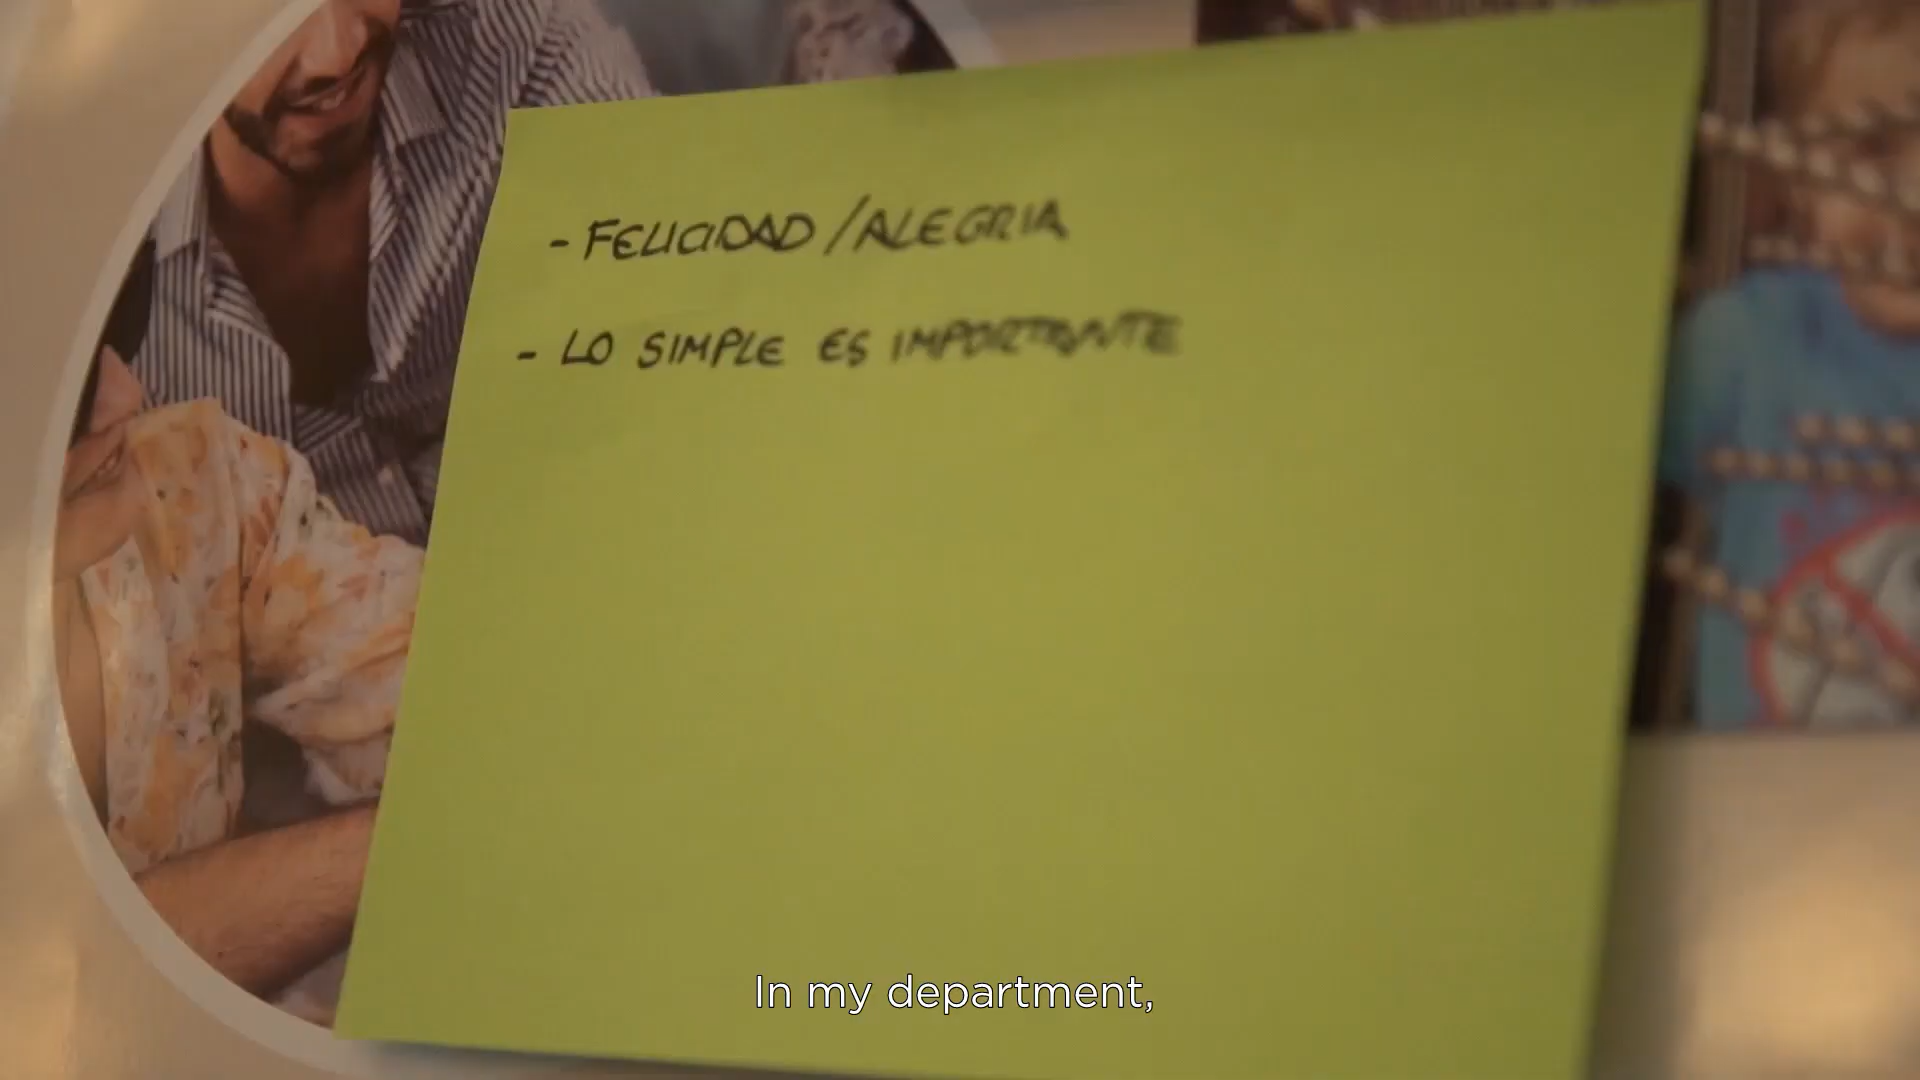 - FELICIDAD / ALEGRIA
- LO SIMPLE ES IMPORTANTE
In my department,